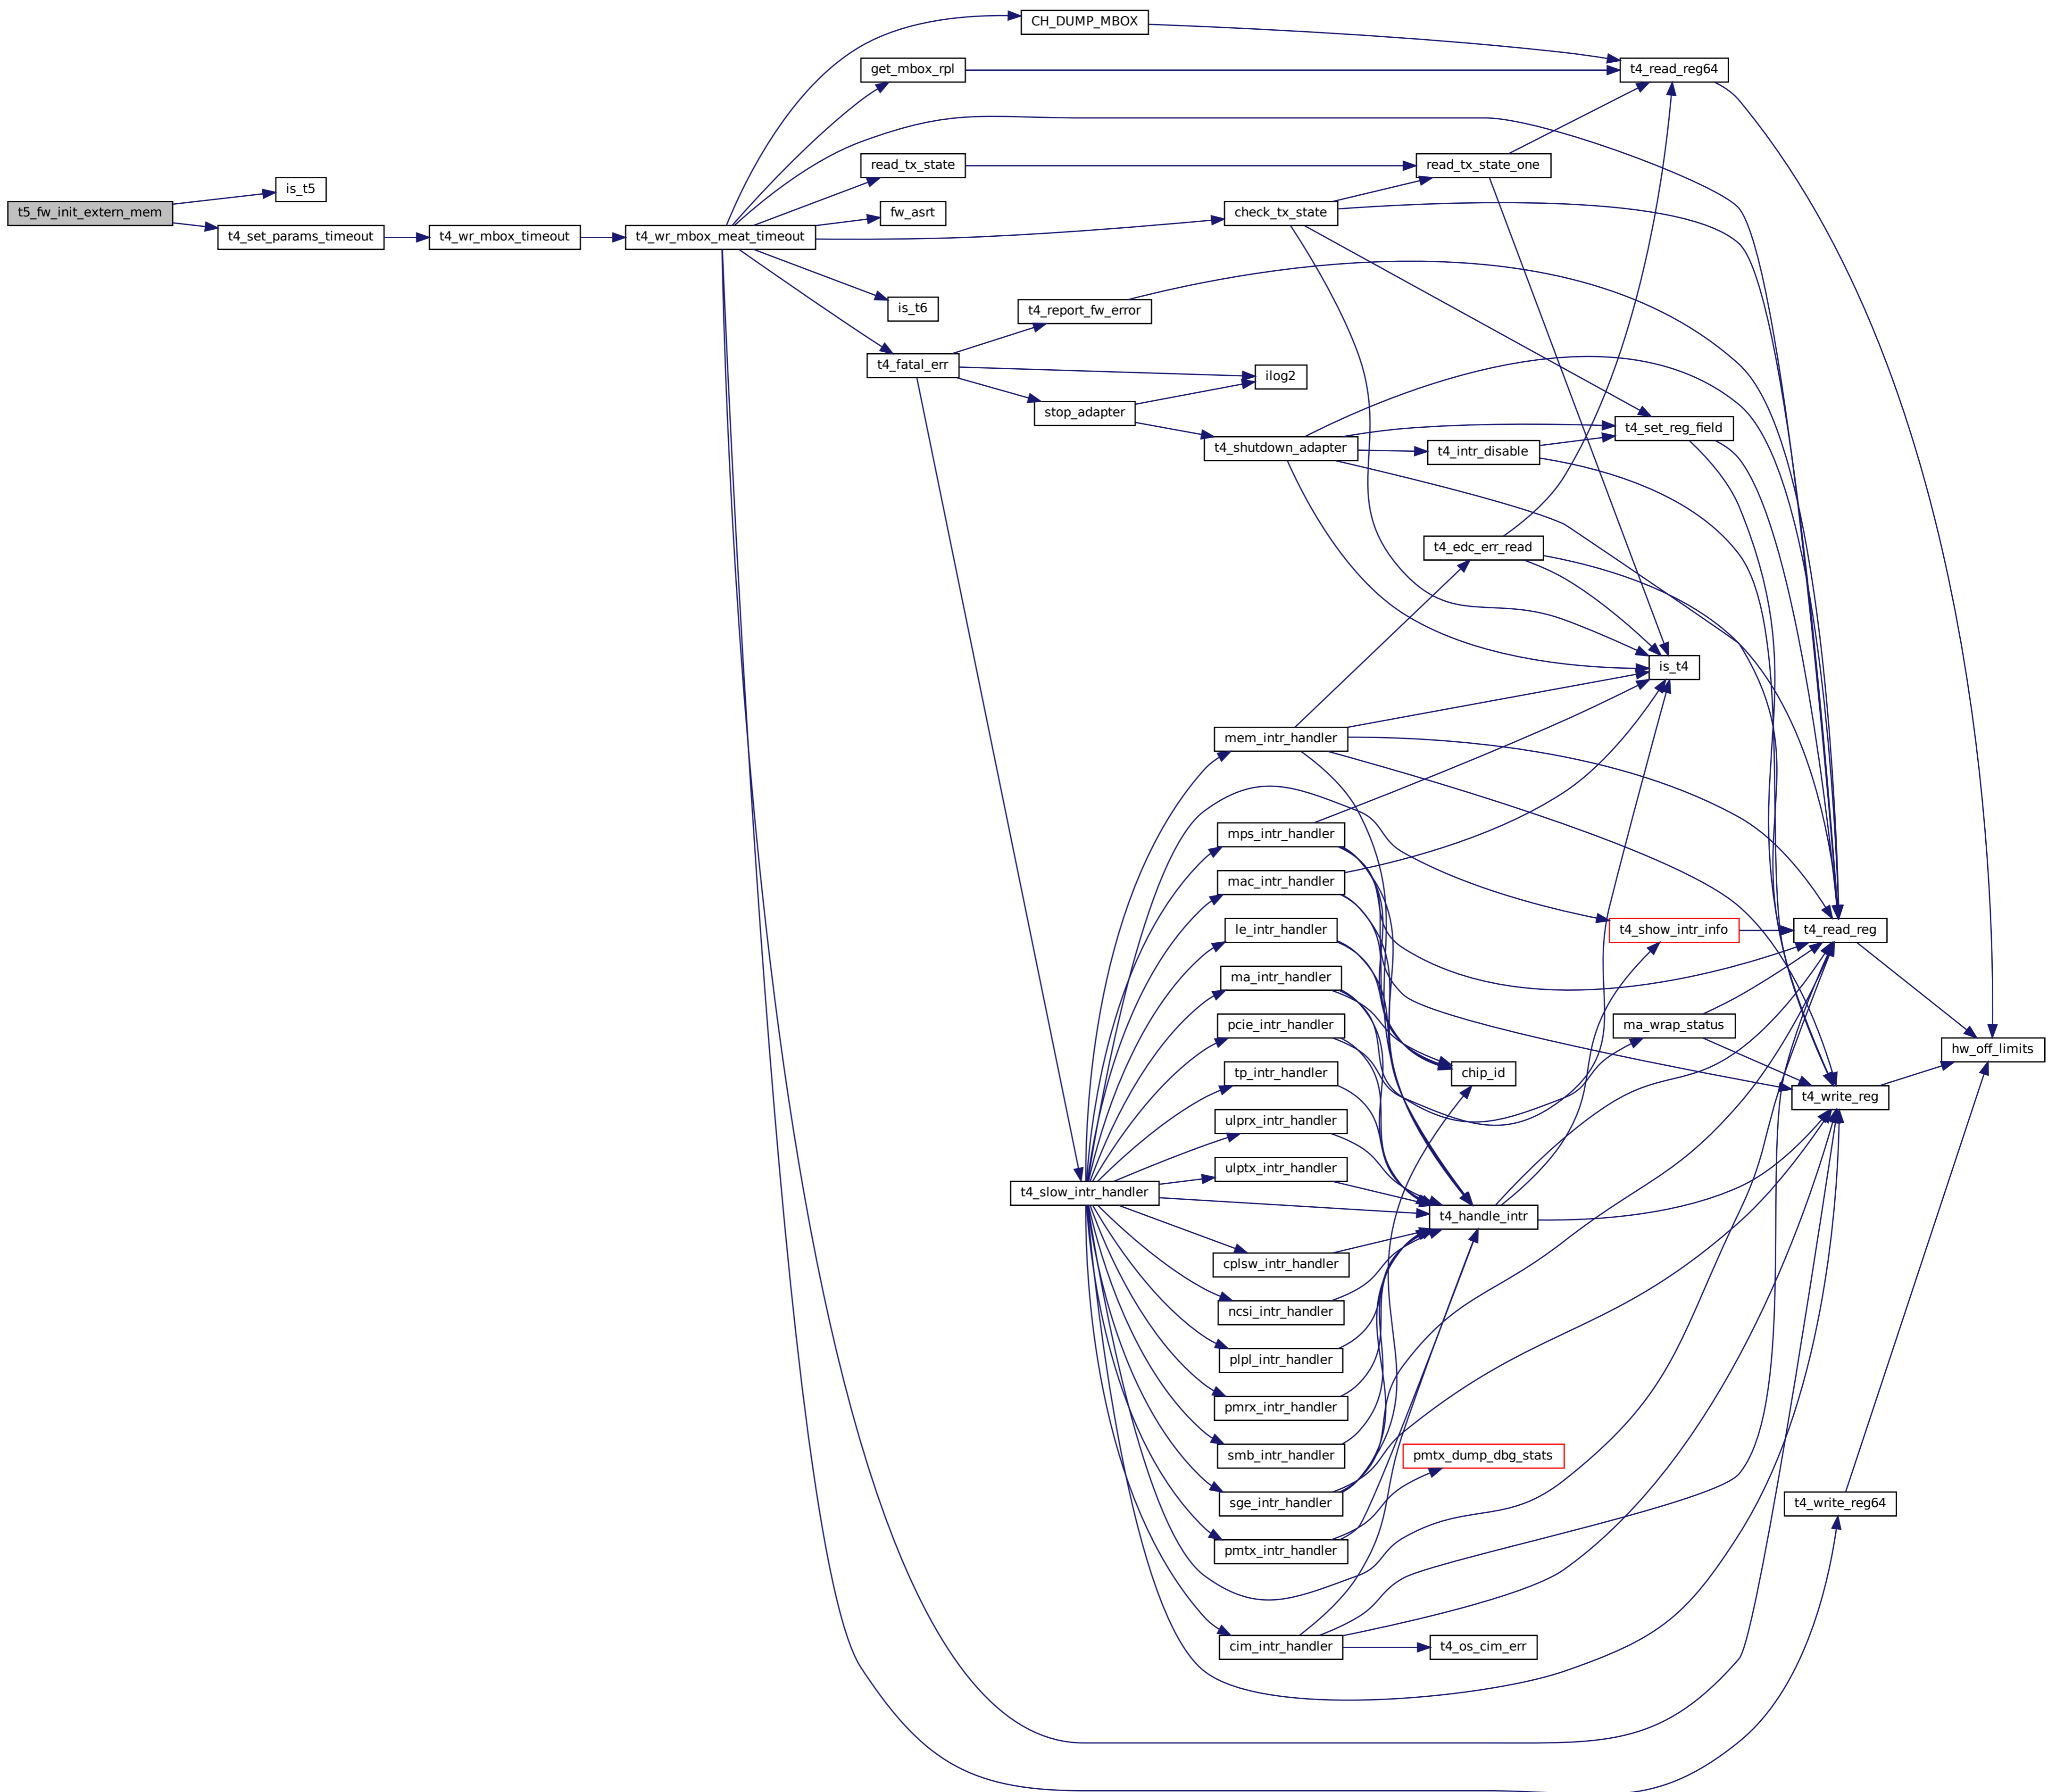 CH_DUMP_MBOX
get_mbox_rpl
t4_read_reg64
read_tx_state
read_tx_state_one
is_t5
t5_fw_init_extern_mem
fw_asrt
check_tx_state
t4_set_params_timeout
t4_wr_mbox_timeout
t4_wr_mbox_meat_timeout
is_t6
t4_report_fw_error
t4_fatal_err
ilog2
stop_adapter
t4_set_reg_field
t4_shutdown_adapter
t4_intr_disable
t4_edc_err_read
is_t4
mem_intr_handler
mps_intr_handler
mac_intr_handler
le_intr_handler
t4_show_intr_info
t4_read_reg
ma_intr_handler
pcie_intr_handler
ma_wrap_status
hw_off_limits
tp_intr_handler
chip_id
t4_write_reg
ulprx_intr_handler
ulptx_intr_handler
t4_slow_intr_handler
t4_handle_intr
cplsw_intr_handler
ncsi_intr_handler
plpl_intr_handler
pmrx_intr_handler
smb_intr_handler
pmtx_dump_dbg_stats
sge_intr_handler
t4_write_reg64
pmtx_intr_handler
cim_intr_handler
t4_os_cim_err